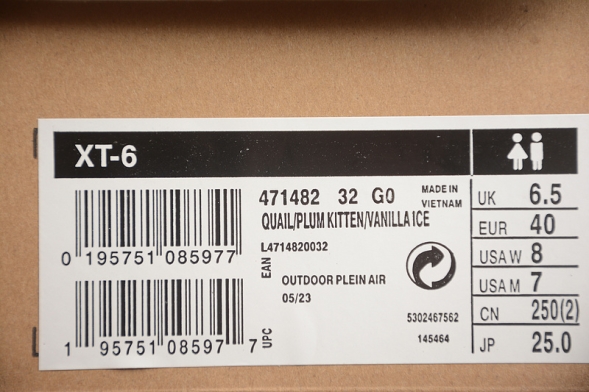 XT-6
471482 32 G0
MADE IN
VIETNAM
QUAIL/PLUM KITTEN/VANILLA ICE
L4714820032
0 195751 085977
EAN
OUTDOOR PLEIN AIR
05/23
5302467562
145464
1 95751 08597 7
UPC
UK 6.5
EUR 40
USA W 8
USA M 7
CN 250(2)
JP 25.0